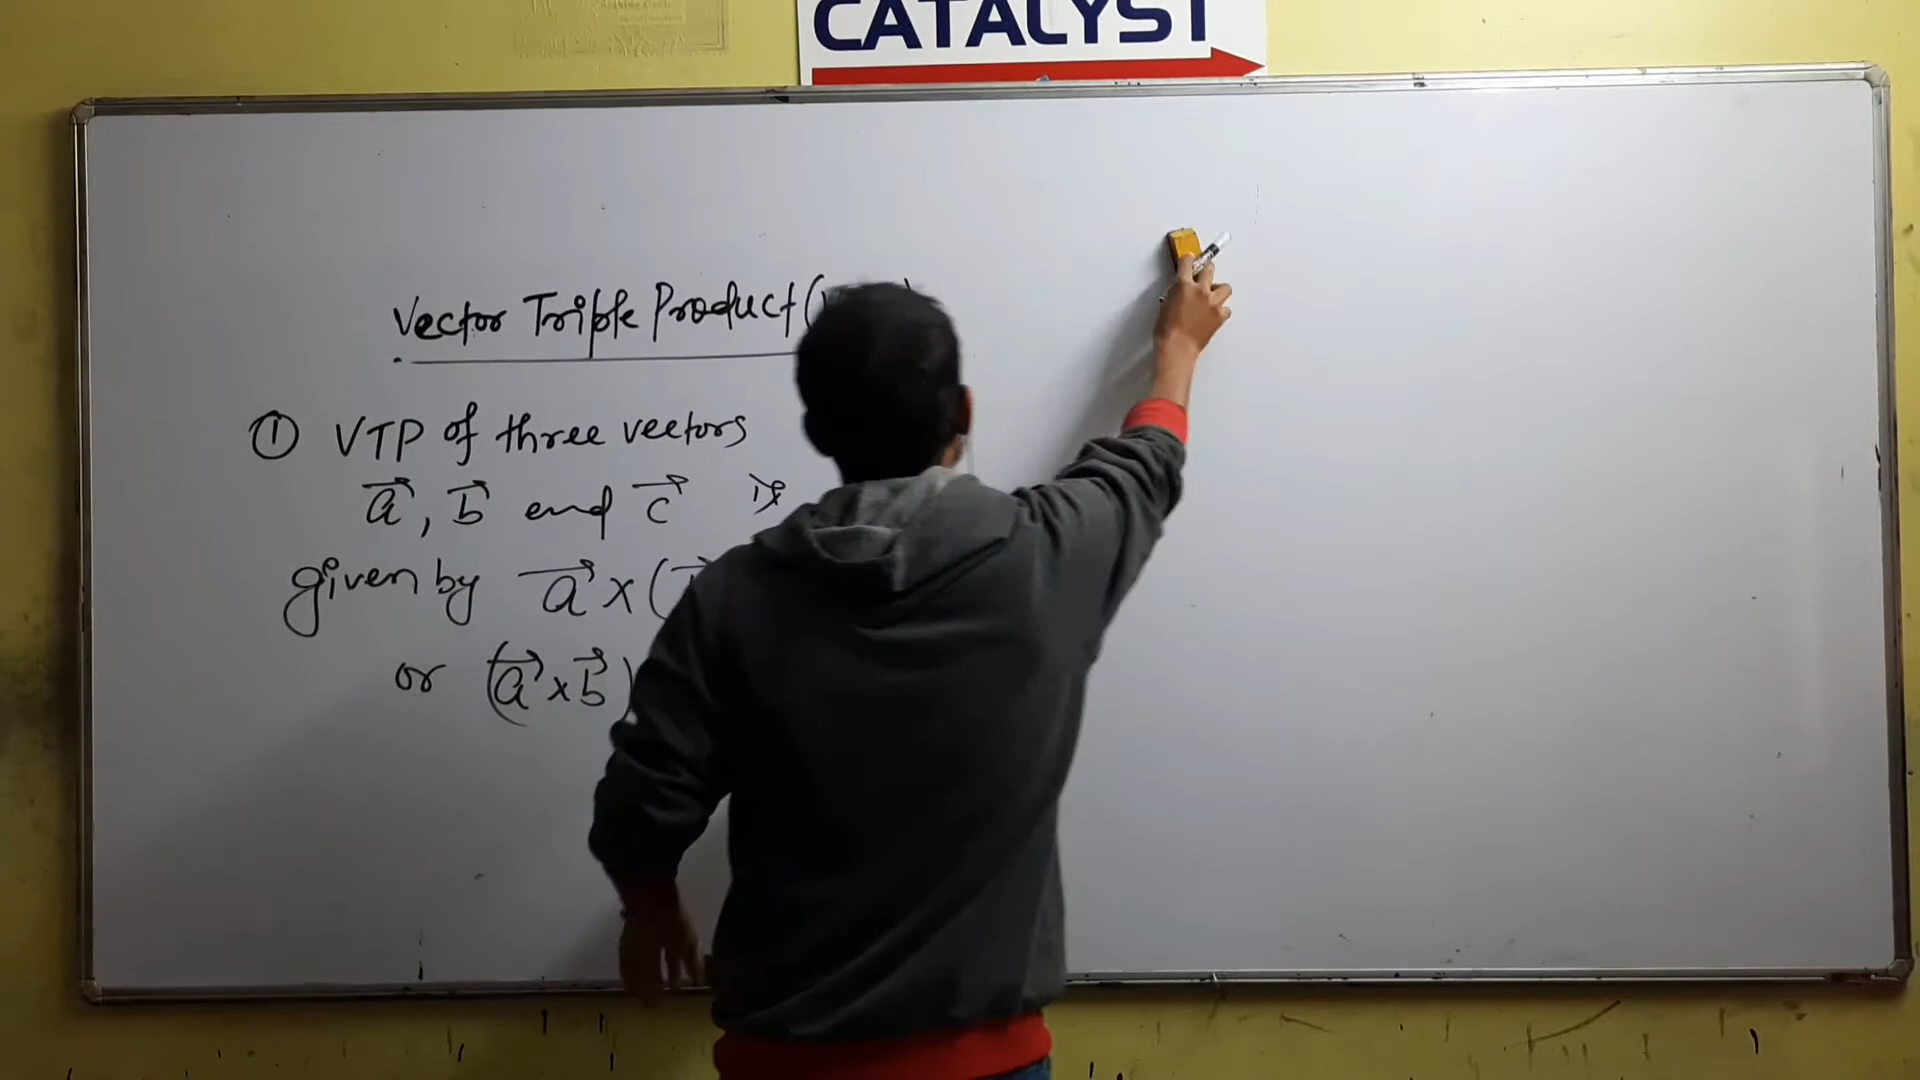 CATALYST
Vector Triple Product (
① VTP of three vectors
a⃗, b⃗ and c⃗ is
given by a⃗ × (
or (a⃗ × b⃗)